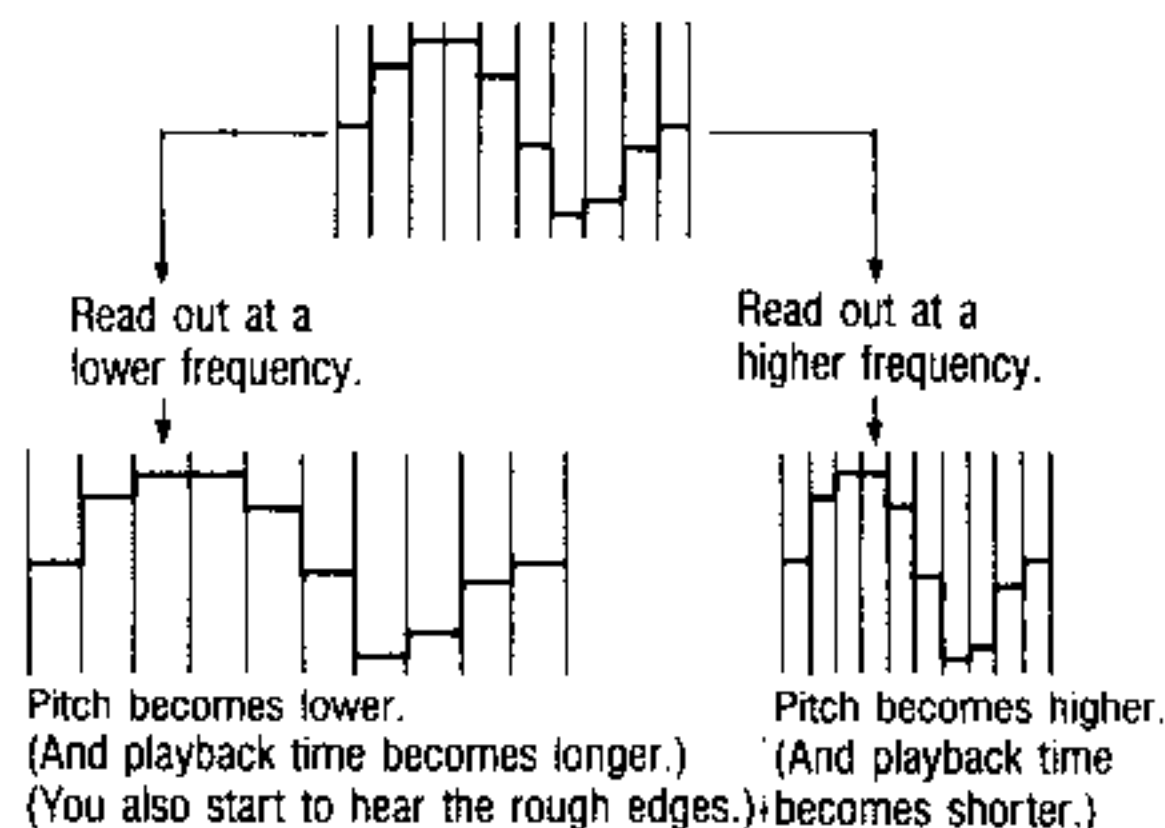 Read out at a
lower frequency.
Read out at a
higher frequency.
Pitch becomes lower.
(And playback time becomes longer.)
(You also start to hear the rough edges.)
Pitch becomes higher.
(And playback time
becomes shorter.)